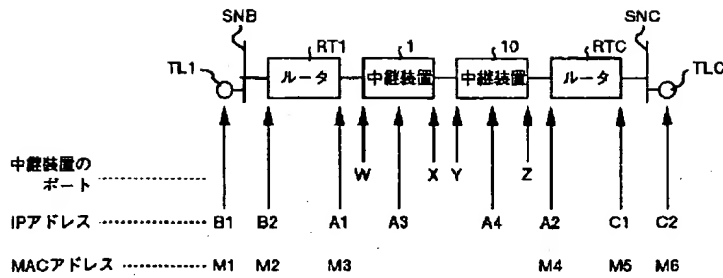 SNB SNC
RT1 1 10 RTC
TL1 ルータ 中継装置 中継装置 ルータ TLC
中継装置の
ポート W X Y Z
IPアドレス B1 B2 A1 A3 A4 A2 C1 C2
MACアドレス M1 M2 M3 M4 M5 M6